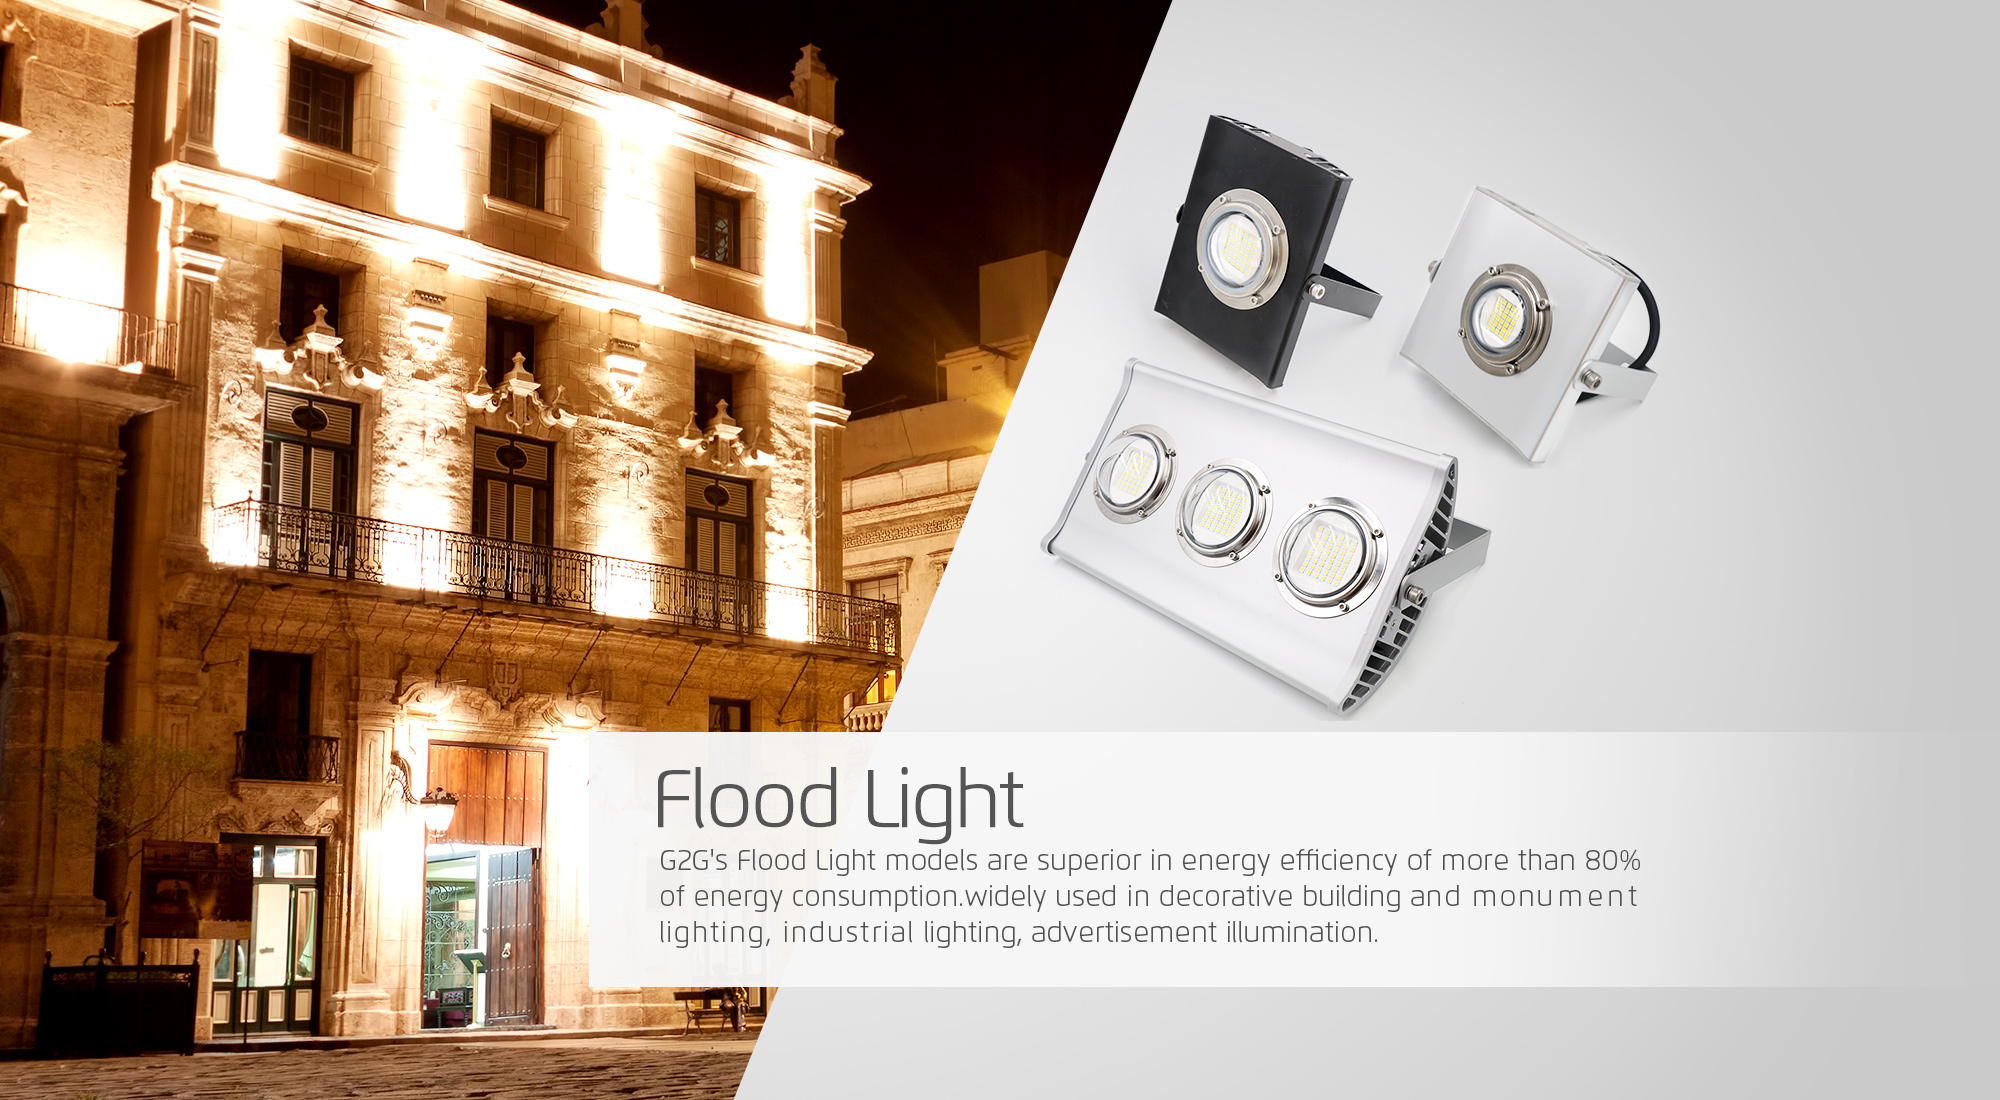 Flood Light
G2G's Flood Light models are superior in energy efficiency of more than 80%
of energy consumption.widely used in decorative building and monument
lighting, industrial lighting, advertisement illumination.